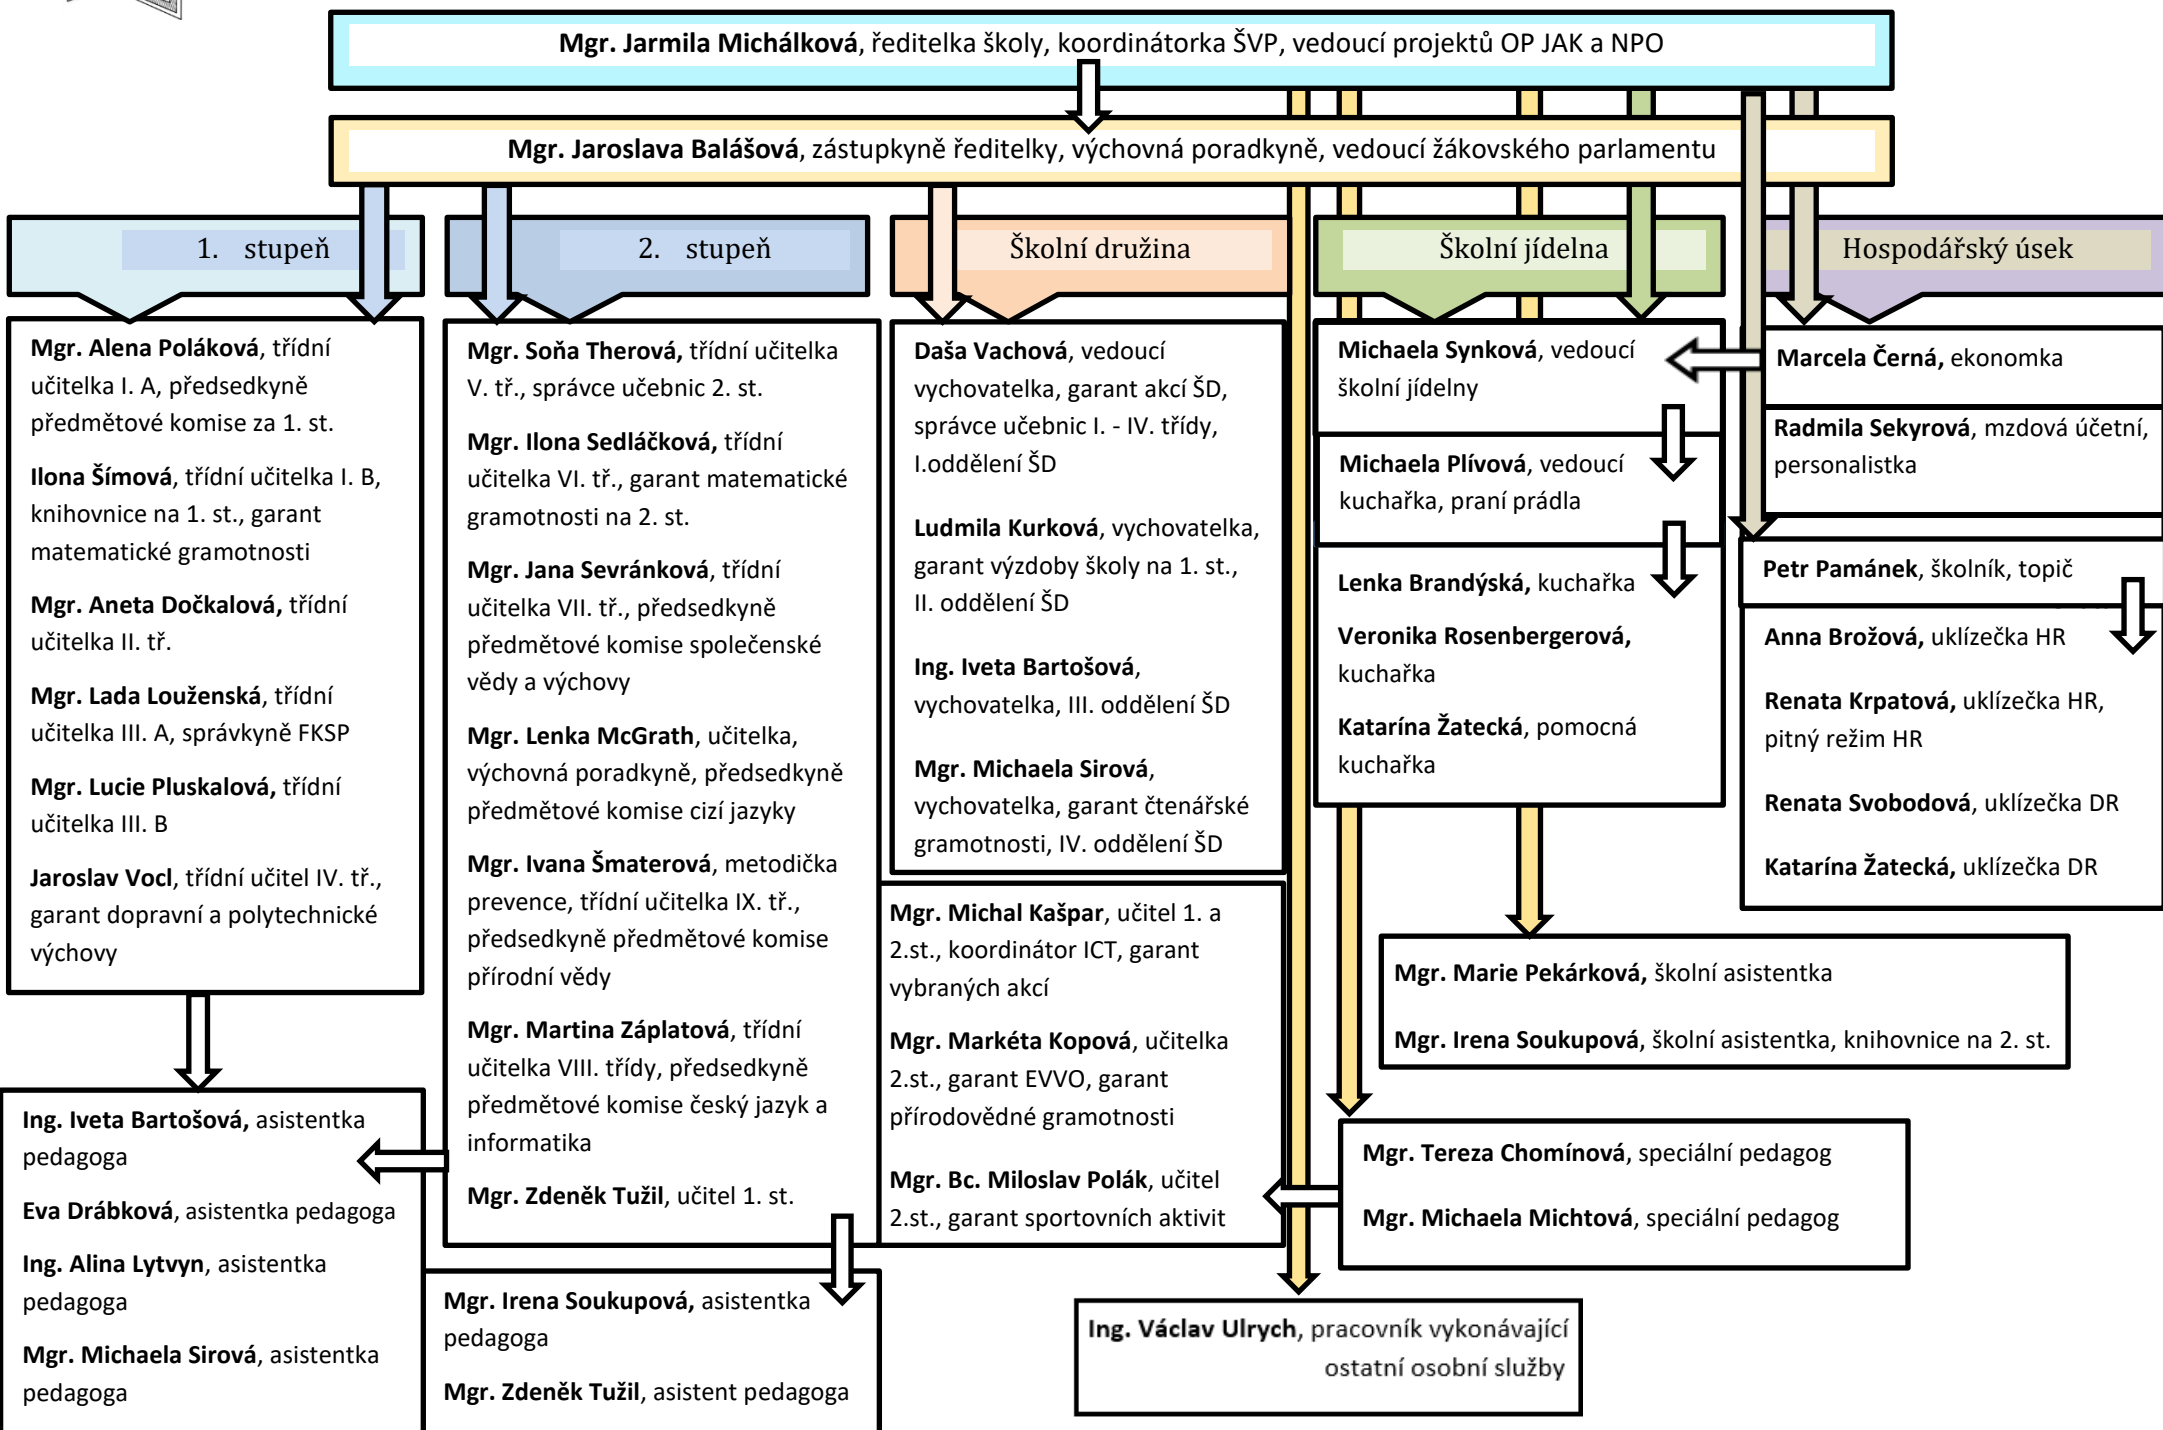 Mgr. Jarmila Michálková, ředitelka školy, koordinátorka ŠVP, vedoucí projektů OP JAK a NPO
Mgr. Jaroslava Balášová, zástupkyně ředitelky, výchovná poradkyně, vedoucí žákovského parlamentu
1. stupeň
Mgr. Alena Poláková, třídní
učitelka I. A, předsedkyně
předmětové komise za 1. st.
Ilona Šímová, třídní učitelka I. B,
knihovnice na 1. st., garant
matematické gramotnosti
Mgr. Aneta Dočkalová, třídní
učitelka II. tř.
Mgr. Lada Louženská, třídní
učitelka III. A, správkyně FKSP
Mgr. Lucie Pluskalová, třídní
učitelka III. B
Jaroslav Vocl, třídní učitel IV. tř.,
garant dopravní a polytechnické
výchovy
Ing. Iveta Bartošová, asistentka
pedagoga
Eva Drábková, asistentka pedagoga
Ing. Alina Lytvyn, asistentka
pedagoga
Mgr. Michaela Sirová, asistentka
pedagoga
2. stupeň
Mgr. Soňa Therová, třídní učitelka
V. tř., správce učebnic 2. st.
Mgr. Ilona Sedláčková, třídní
učitelka VI. tř., garant matematické
gramotnosti na 2. st.
Mgr. Jana Sevránková, třídní
učitelka VII. tř., předsedkyně
předmětové komise společenské
vědy a výchovy
Mgr. Lenka McGrath, učitelka,
výchovná poradkyně, předsedkyně
předmětové komise cizí jazyky
Mgr. Ivana Šmaterová, metodička
prevence, třídní učitelka IX. tř.,
předsedkyně předmětové komise
přírodní vědy
Mgr. Martina Záplatová, třídní
učitelka VIII. třídy, předsedkyně
předmětové komise český jazyk a
informatika
Mgr. Zdeněk Tužil, učitel 1. st.
Mgr. Irena Soukupová, asistentka
pedagoga
Mgr. Zdeněk Tužil, asistent pedagoga
Školní družina
Daša Vachová, vedoucí
vychovatelka, garant akcí ŠD,
správce učebnic I. - IV. třídy,
I.oddělení ŠD
Ludmila Kurková, vychovatelka,
garant výzdoby školy na 1. st.,
II. oddělení ŠD
Ing. Iveta Bartošová,
vychovatelka, III. oddělení ŠD
Mgr. Michaela Sirová,
vychovatelka, garant čtenářské
gramotnosti, IV. oddělení ŠD
Mgr. Michal Kašpar, učitel 1. a
2.st., koordinátor ICT, garant
vybraných akcí
Mgr. Markéta Kopová, učitelka
2.st., garant EVVO, garant
přírodovědné gramotnosti
Mgr. Bc. Miloslav Polák, učitel
2.st., garant sportovních aktivit
Školní jídelna
Michaela Synková, vedoucí
školní jídelny
Michaela Plívová, vedoucí
kuchařka, praní prádla
Lenka Brandýská, kuchařka
Veronika Rosenbergerová,
kuchařka
Katarína Žatecká, pomocná
kuchařka
Hospodářský úsek
Marcela Černá, ekonomka
Radmila Sekyrová, mzdová účetní,
personalistka
Petr Památnek, školník, topič
Anna Brožová, uklízečka HR
Renata Krpatová, uklízečka HR,
pitný režim HR
Renata Svobodová, uklízečka DR
Katarína Žatecká, uklízečka DR
Mgr. Marie Pekárková, školní asistentka
Mgr. Irena Soukupová, školní asistentka, knihovnice na 2. st.
Mgr. Tereza Chomínová, speciální pedagog
Mgr. Michaela Michtová, speciální pedagog
Ing. Václav Ulrych, pracovník vykonávající
ostatní osobní služby